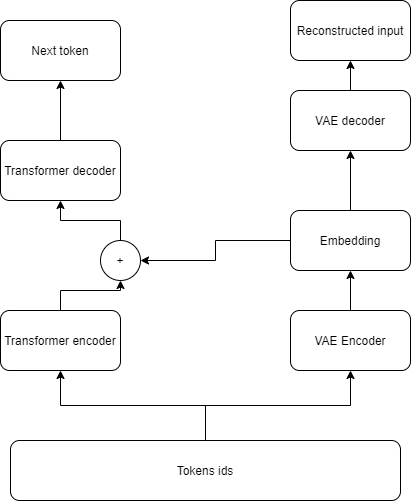 Reconstructed input
Next token
VAE decoder
Transformer decoder
Embedding
+
Transformer encoder
VAE Encoder
Tokens ids